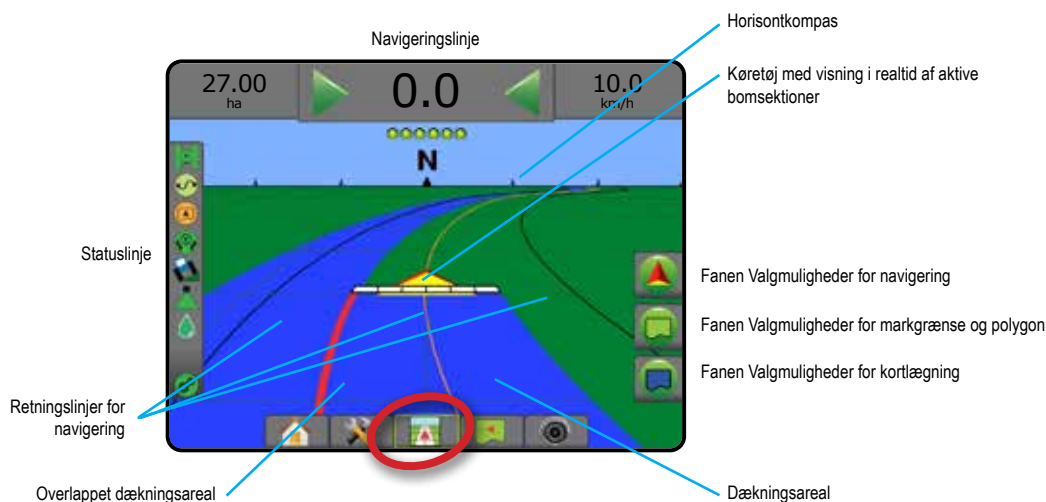 Horisontkompas
Navigeringslinje
Køretøj med visning i realtid af aktive
bomsektioner
27.00
ha
0.0
10.0
km/h
N
Statuslinje
Fanen Valgmuligheder for navigering
Fanen Valgmuligheder for markgrænse og polygon
Fanen Valgmuligheder for kortlægning
Retningslinjer for
navigering
Overlappet dækningsareal
Dækningsareal